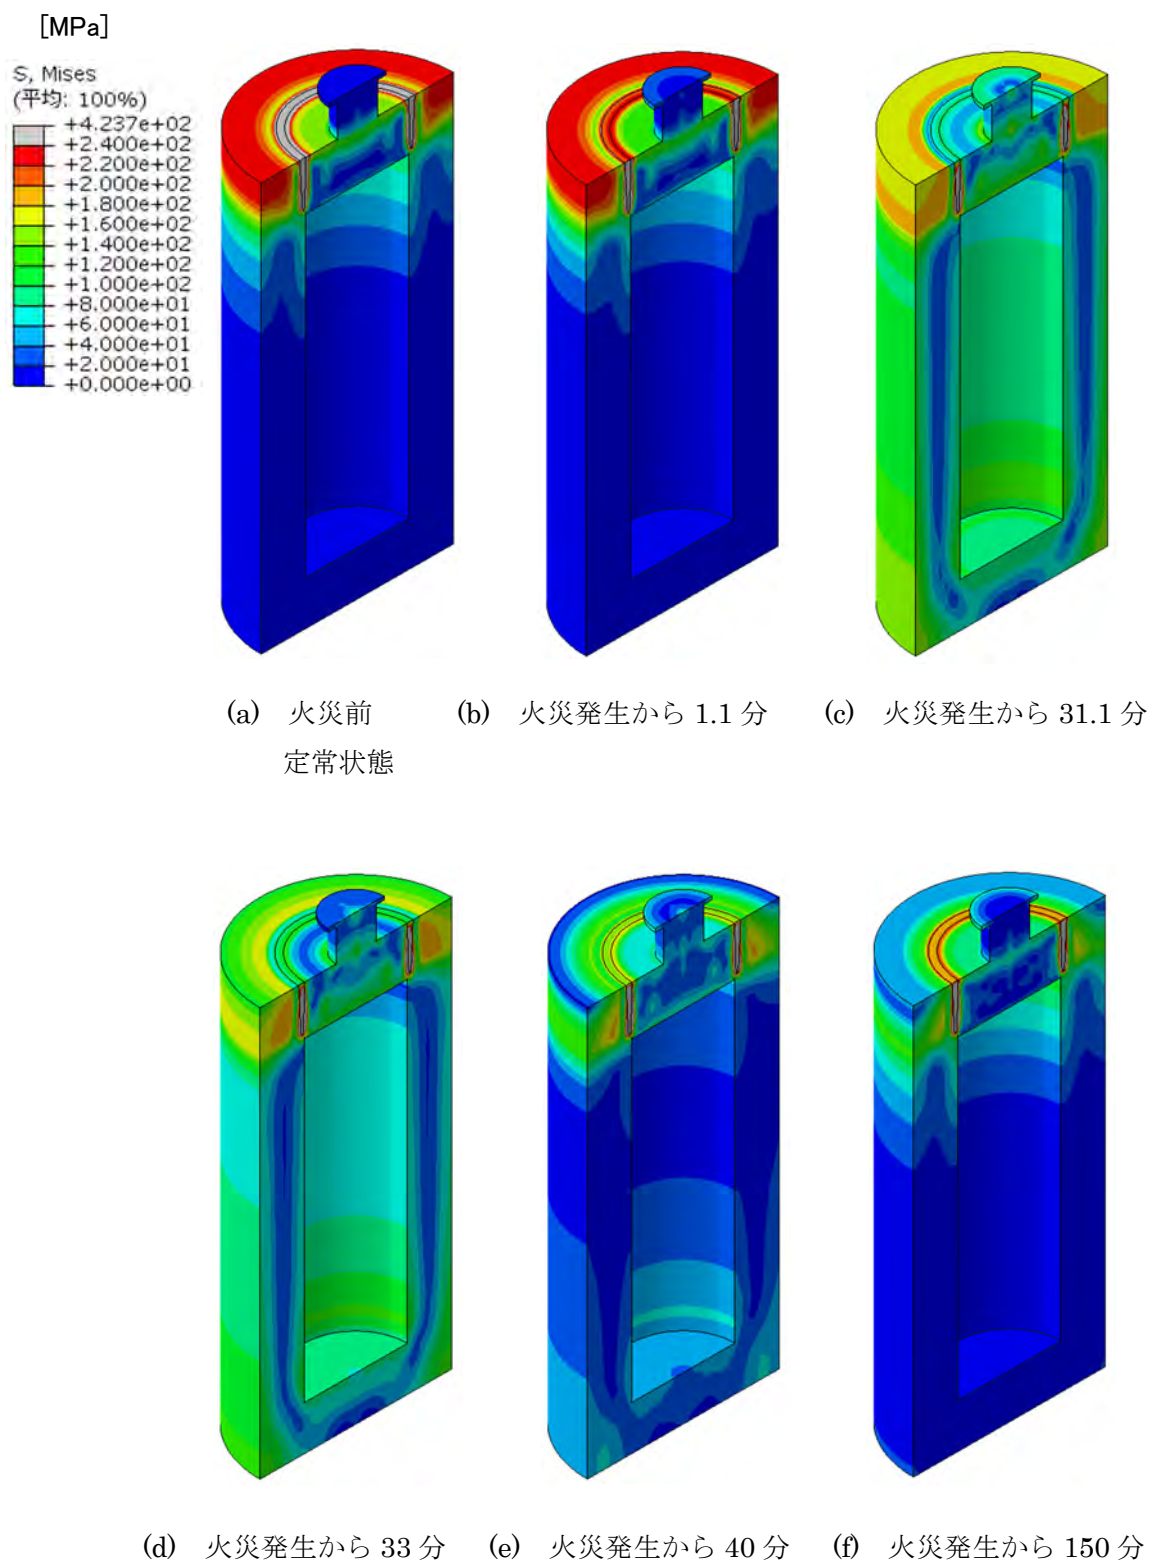 [MPa]
S, Mises
(平均: 100%)
+4.237e+02
+2.400e+02
+2.200e+02
+2.000e+02
+1.800e+02
+1.600e+02
+1.400e+02
+1.200e+02
+1.000e+02
+8.000e+01
+6.000e+01
+4.000e+01
+2.000e+01
+0.000e+00
(a) 火災前 (b) 火災発生から 1.1 分 (c) 火災発生から 31.1 分
定常状態
(d) 火災発生から 33 分 (e) 火災発生から 40 分 (f) 火災発生から 150 分